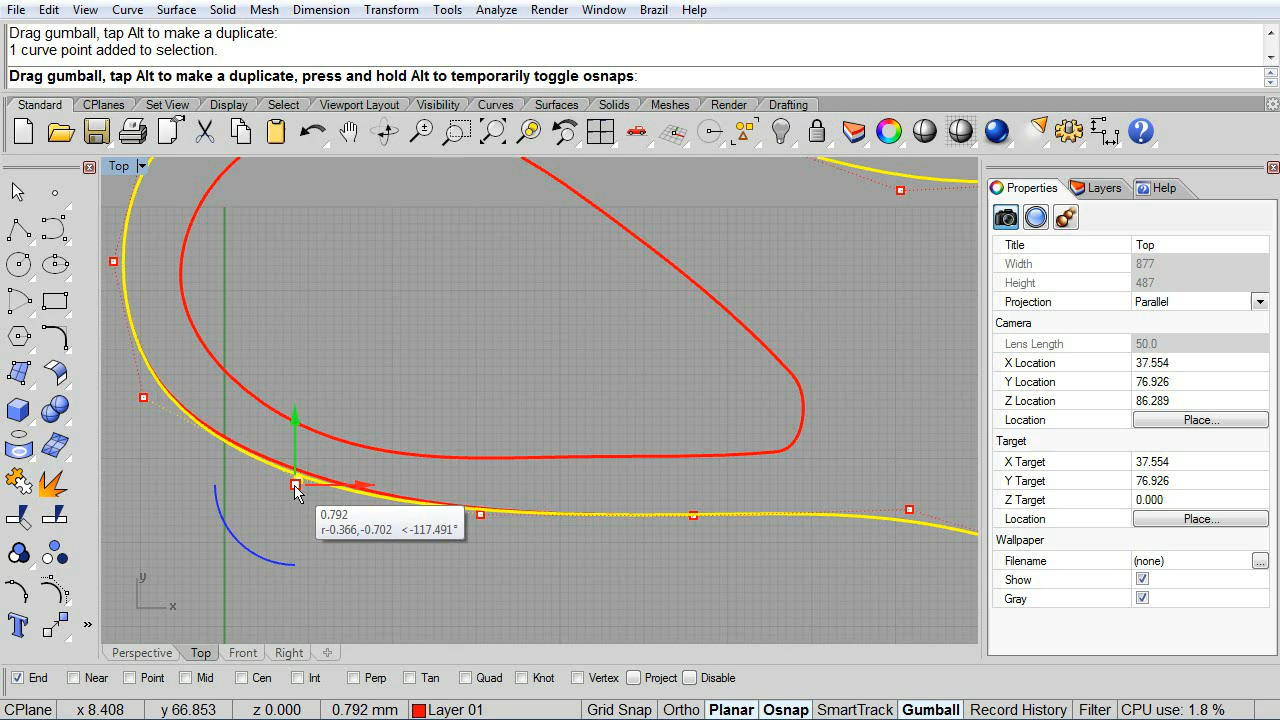 File Edit View Curve Surface Solid Mesh Dimension Transform Tools Analyze Render Window Brazil Help
Drag gumball, tap Alt to make a duplicate:
1 curve point added to selection.
Drag gumball, tap Alt to make a duplicate, press and hold Alt to temporarily toggle osnaps:
Standard CPlanes Set View Display Select Viewport Layout Visibility Curves Surfaces Solids Meshes Render Drafting
Top
Properties Layers Help
Title Top
Width 877
Height 487
Projection Parallel
Camera
Lens Length 50.0
X Location 37.554
Y Location 76.926
Z Location 86.289
Location Place...
Target
X Target 37.554
Y Target 76.926
Z Target 0.000
Location Place...
Wallpaper
Filename (none) ...
Show
Gray
0.792
r-0.366,-0.702 <-117.491°
y
x
T
»
Perspective Top Front Right
End Near Point Mid Cen Int Perp Tan Quad Knot Vertex Project Disable
CPlane x 8.408 y 66.853 z 0.000 0.792 mm Layer 01 Grid Snap Ortho Planar Osnap SmartTrack Gumball Record History Filter CPU use: 1.8 %